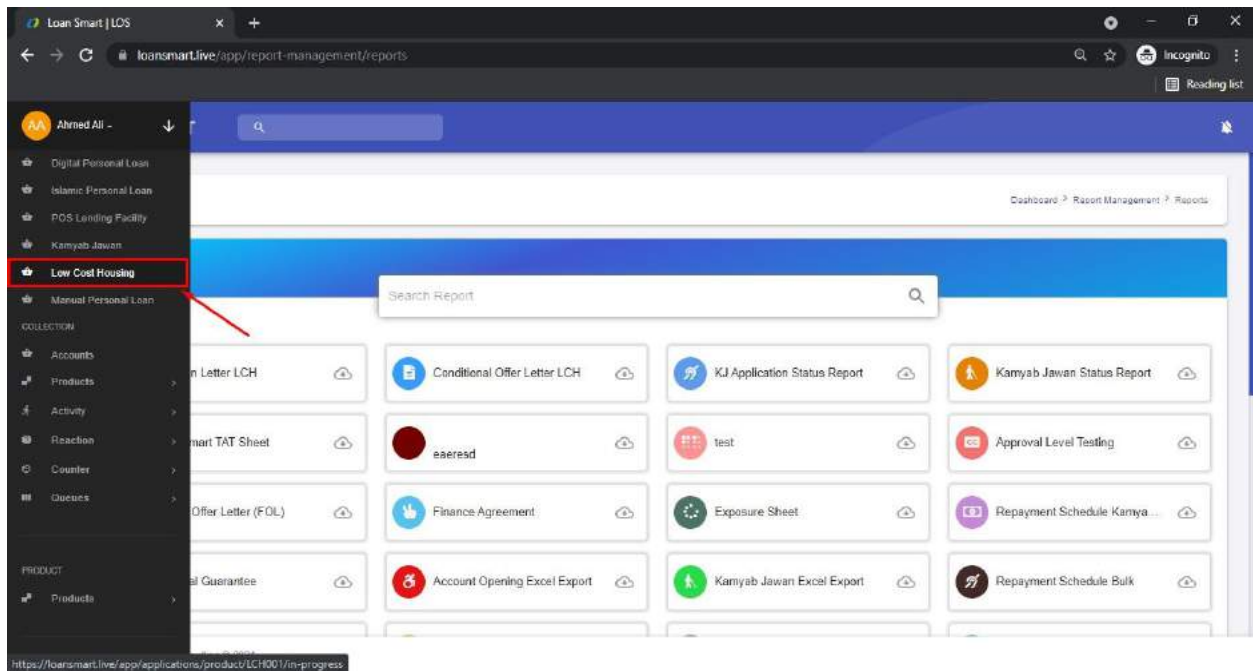 Loan Smart | LOS
loansmart.live/app/report-management/reports
Incognito
Reading list
AA Ahmed Ali -
Digital Personal Loan
Islamic Personal Loan
POS Lending Facility
Kamyab Jawan
Low Cost Housing
Manual Personal Loan
COLLECTION
Accounts
Products
Activity
Reaction
Counter
Queues
PRODUCT
Products
Dashboard > Report Management > Reports
Search Report
n Letter LCH
Conditional Offer Letter LCH
KJ Application Status Report
Kamyab Jawan Status Report
mart TAT Sheet
eaeresd
test
CC Approval Level Testing
Offer Letter (FOL)
Finance Agreement
Exposure Sheet
Repayment Schedule Kamya...
al Guarantee
Account Opening Excel Export
Kamyab Jawan Excel Export
Repayment Schedule Bulk
https://loansmart.live/app/applications/product/LCH001/in-progress